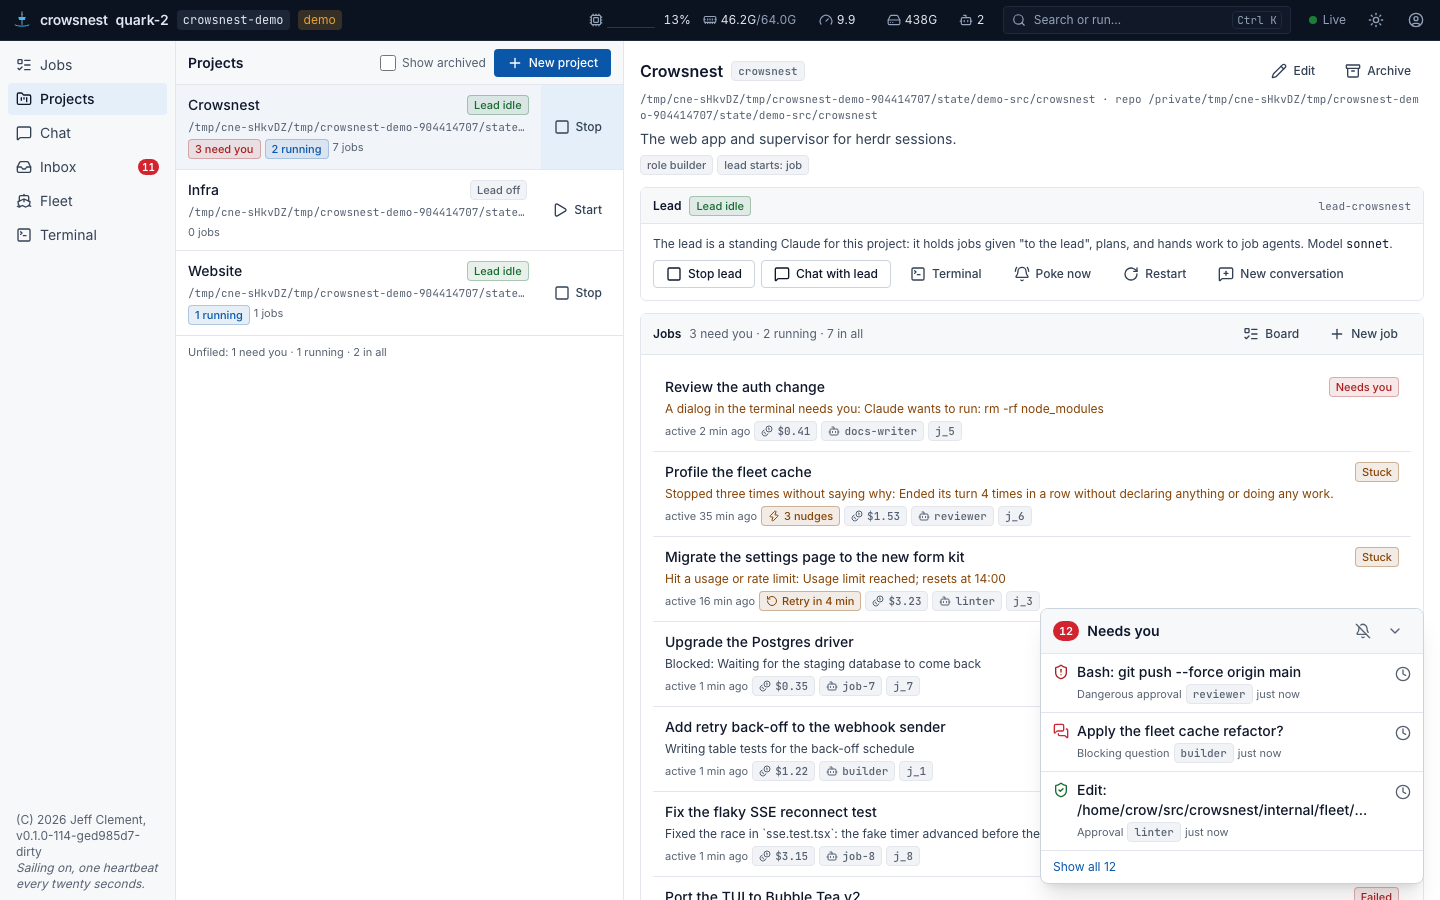 crowsnest quark-2 crowsnest-demo demo
13% 46.2G/64.0G 9.9 438G 2
Search or run... Ctrl K Live
Jobs
Projects
Chat
Inbox 11
Fleet
Terminal
(C) 2026 Jeff Clement,
v0.1.0-114-ged985d7-
dirty
Sailing on, one heartbeat
every twenty seconds.
Projects Show archived New project
Crowsnest Lead idle
/tmp/cne-sHkvDZ/tmp/crowsnest-demo-904414707/state…
3 need you 2 running 7 jobs
Stop
Infra Lead off
/tmp/cne-sHkvDZ/tmp/crowsnest-demo-904414707/state…
0 jobs
Start
Website Lead idle
/tmp/cne-sHkvDZ/tmp/crowsnest-demo-904414707/state…
1 running 1 jobs
Stop
Unfiled: 1 need you · 1 running · 2 in all
Crowsnest crowsnest Edit Archive
/tmp/cne-sHkvDZ/tmp/crowsnest-demo-904414707/state/demo-src/crowsnest · repo /private/tmp/cne-sHkvDZ/tmp/crowsnest-dem
o-904414707/state/demo-src/crowsnest
The web app and supervisor for herdr sessions.
role builder lead starts: job
Lead Lead idle lead-crowsnest
The lead is a standing Claude for this project: it holds jobs given "to the lead", plans, and hands work to job agents. Model sonnet.
Stop lead Chat with lead Terminal Poke now Restart New conversation
Jobs 3 need you · 2 running · 7 in all Board New job
Review the auth change Needs you
A dialog in the terminal needs you: Claude wants to run: rm -rf node_modules
active 2 min ago $0.41 docs-writer j_5
Profile the fleet cache Stuck
Stopped three times without saying why: Ended its turn 4 times in a row without declaring anything or doing any work.
active 35 min ago 3 nudges $1.53 reviewer j_6
Migrate the settings page to the new form kit Stuck
Hit a usage or rate limit: Usage limit reached; resets at 14:00
active 16 min ago Retry in 4 min $3.23 linter j_3
Upgrade the Postgres driver
Blocked: Waiting for the staging database to come back
active 1 min ago $0.35 job-7 j_7
Add retry back-off to the webhook sender
Writing table tests for the back-off schedule
active 1 min ago $1.22 builder j_1
Fix the flaky SSE reconnect test
Fixed the race in `sse.test.tsx`: the fake timer advanced before the
active 1 min ago $3.15 job-8 j_8
Port the TUI to Bubble Tea v2 Failed
12 Needs you
Bash: git push --force origin main
Dangerous approval reviewer just now
Apply the fleet cache refactor?
Blocking question builder just now
Edit:
/home/crow/src/crowsnest/internal/fleet/…
Approval linter just now
Show all 12